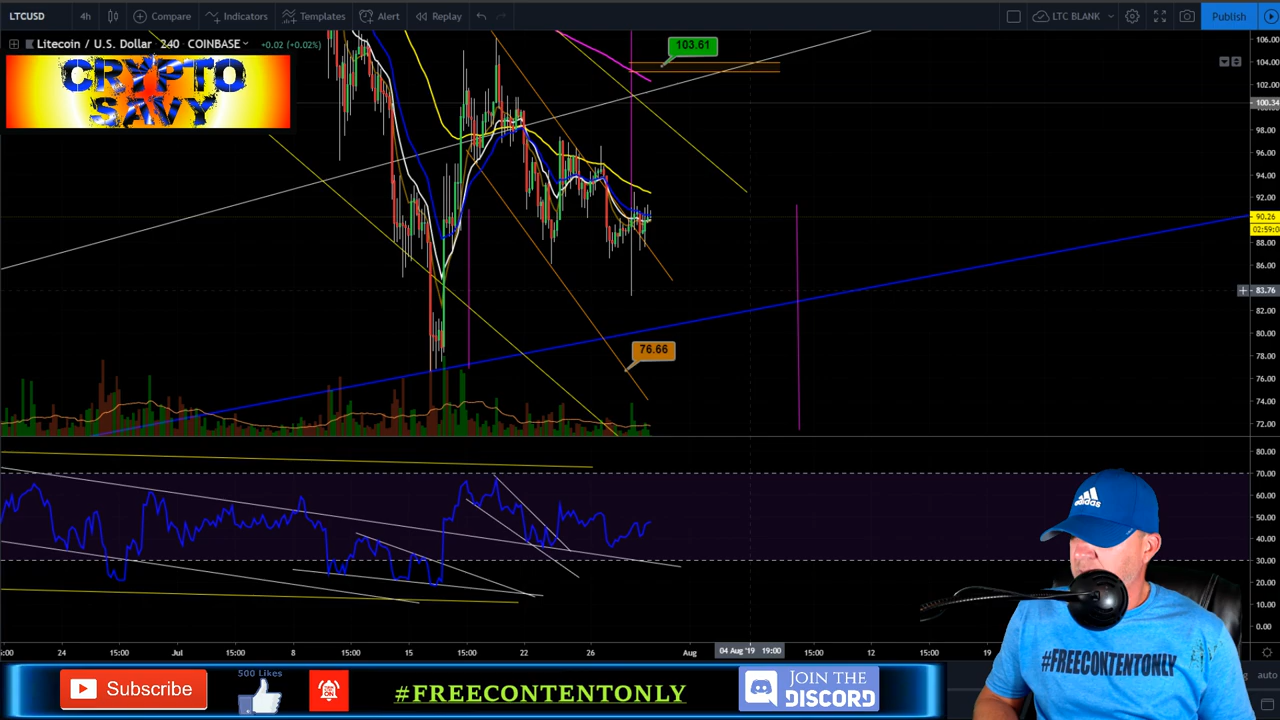 LTCUSD
4h
Compare
Indicators
Templates
Alert
Replay
LTC BLANK
Publish
Litecoin / U.S. Dollar 240 COINBASE
+0.02 (+0.02%)
CRYPTO
SAVY
103.61
76.66
106.00
104.00
102.00
100.34
98.00
96.00
94.00
92.00
90.26
02:59:0
88.00
86.00
83.76
82.00
80.00
78.00
76.00
74.00
72.00
80.00
70.00
60.00
50.00
40.00
30.00
20.00
10.00
0.00
24
15:00
Jul
15:00
8
15:00
15
15:00
22
26
Aug
04 Aug '19 19:00
15:00
12
15:00
19
adidas
#FREECONTENTONLY
Subscribe
500 Likes
#FREECONTENTONLY
JOIN THE
DISCORD
g
auto